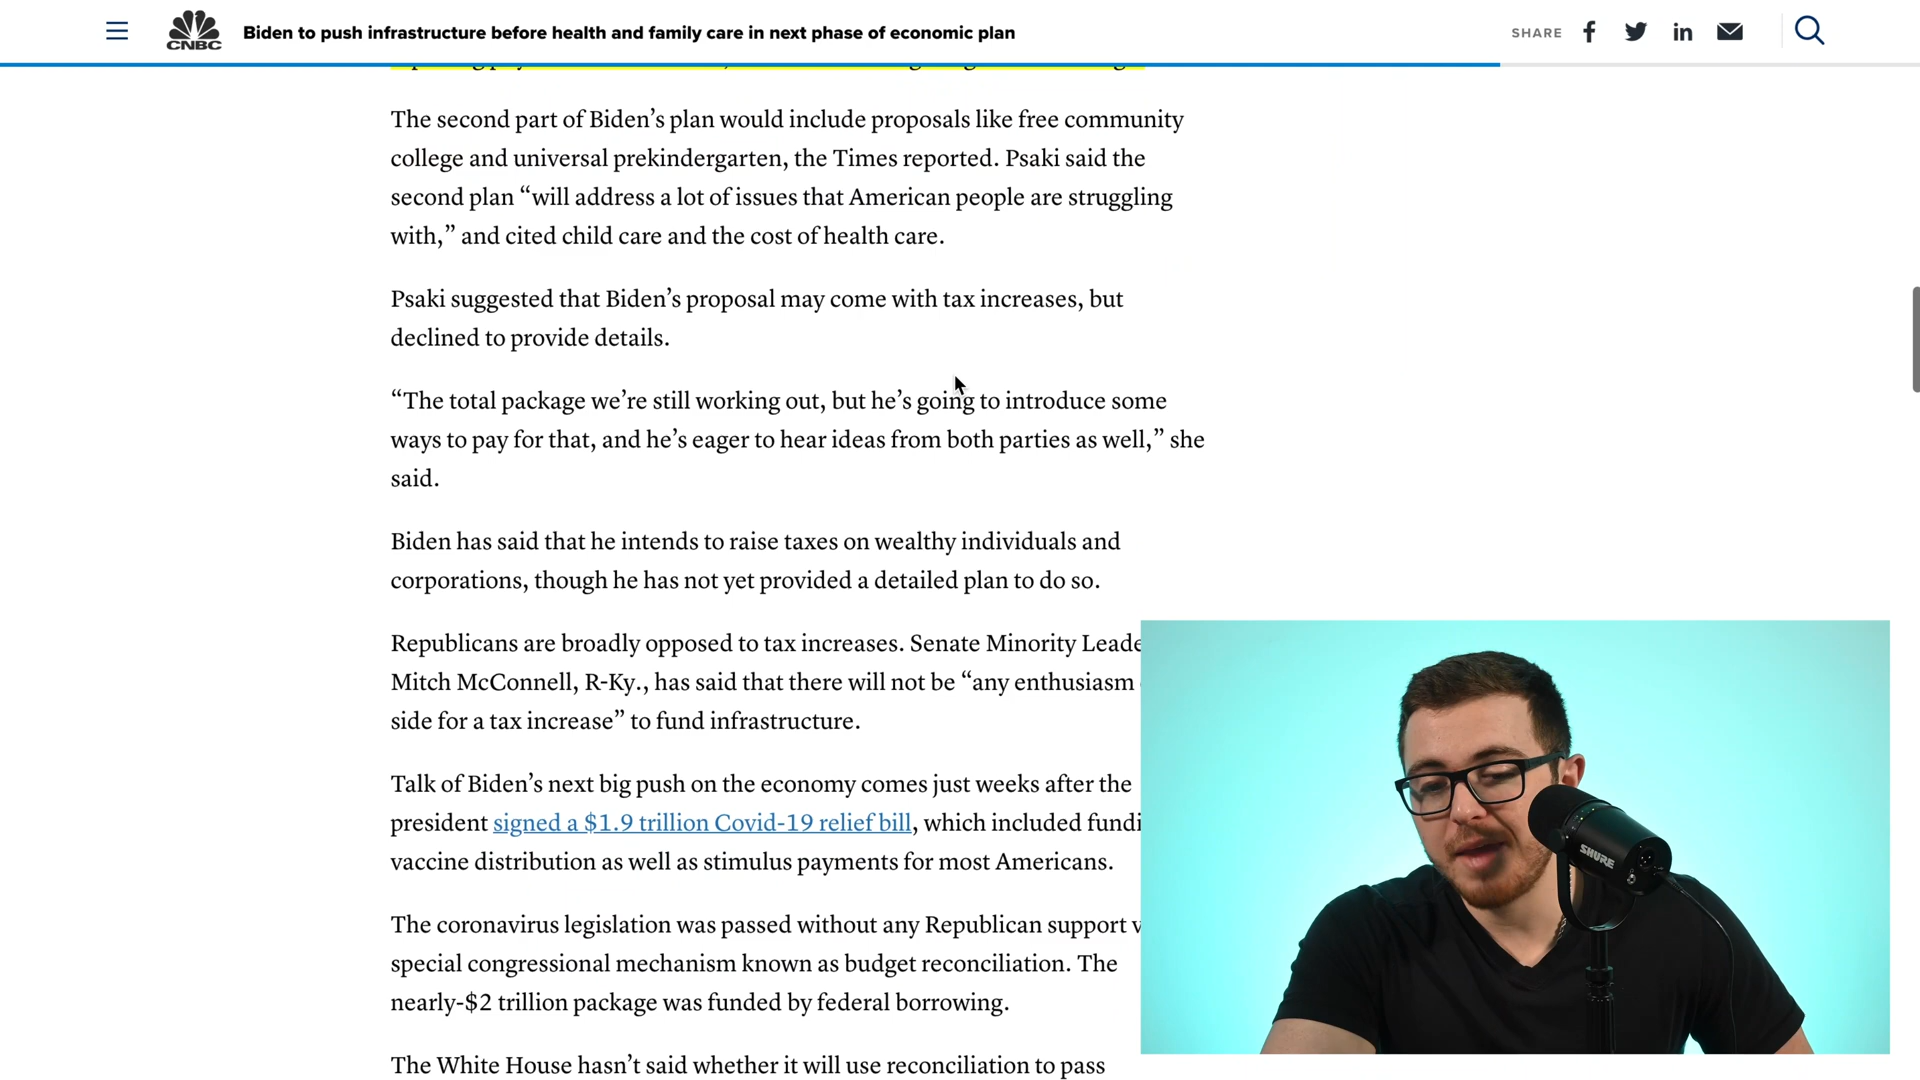 CNBC
Biden to push infrastructure before health and family care in next phase of economic plan
SHARE
The second part of Biden’s plan would include proposals like free community
college and universal prekindergarten, the Times reported. Psaki said the
second plan “will address a lot of issues that American people are struggling
with,” and cited child care and the cost of health care.
Psaki suggested that Biden’s proposal may come with tax increases, but
declined to provide details.
“The total package we’re still working out, but he’s going to introduce some
ways to pay for that, and he’s eager to hear ideas from both parties as well,” she
said.
Biden has said that he intends to raise taxes on wealthy individuals and
corporations, though he has not yet provided a detailed plan to do so.
Republicans are broadly opposed to tax increases. Senate Minority Leade
Mitch McConnell, R-Ky., has said that there will not be “any enthusiasm
side for a tax increase” to fund infrastructure.
Talk of Biden’s next big push on the economy comes just weeks after the
president signed a $1.9 trillion Covid-19 relief bill, which included fundi
vaccine distribution as well as stimulus payments for most Americans.
The coronavirus legislation was passed without any Republican support v
special congressional mechanism known as budget reconciliation. The
nearly-$2 trillion package was funded by federal borrowing.
The White House hasn’t said whether it will use reconciliation to pass
SHURE